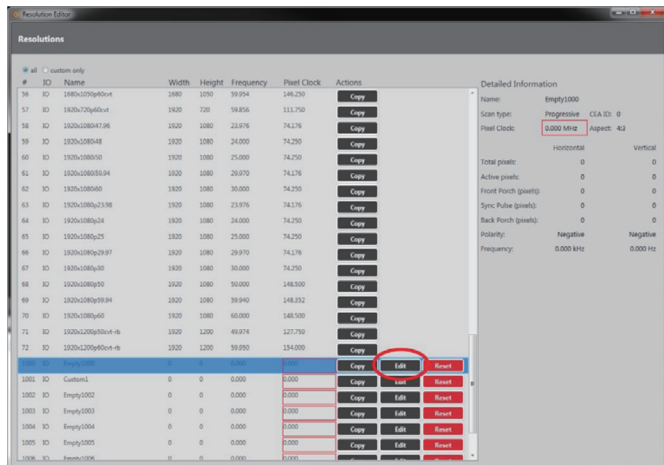 Resolution Editor
Resolutions
all custom only
# IO Name Width Height Frequency Pixel Clock Actions
56 IO 1680x1050p60cvt 1680 1050 59.954 146.250 Copy
57 IO 1920x720p60cvt 1920 720 59.856 111.750 Copy
58 IO 1920x1080i47.96 1920 1080 23.976 74.176 Copy
59 IO 1920x1080i48 1920 1080 24.000 74.250 Copy
60 IO 1920x1080i50 1920 1080 25.000 74.250 Copy
61 IO 1920x1080i59.94 1920 1080 29.970 74.176 Copy
62 IO 1920x1080i60 1920 1080 30.000 74.250 Copy
63 IO 1920x1080p23.98 1920 1080 23.976 74.176 Copy
64 IO 1920x1080p24 1920 1080 24.000 74.250 Copy
65 IO 1920x1080p25 1920 1080 25.000 74.250 Copy
66 IO 1920x1080p29.97 1920 1080 29.970 74.176 Copy
67 IO 1920x1080p30 1920 1080 30.000 74.250 Copy
68 IO 1920x1080p50 1920 1080 50.000 148.500 Copy
69 IO 1920x1080p59.94 1920 1080 59.940 148.352 Copy
70 IO 1920x1080p60 1920 1080 60.000 148.500 Copy
71 IO 1920x1200p50cvt-rb 1920 1200 49.974 127.750 Copy
72 IO 1920x1200p60cvt-rb 1920 1200 59.950 154.000 Copy
1000 IO Empty1000 0 0 0.000 0.000 Copy Edit Reset
1001 IO Custom1 0 0 0.000 0.000 Copy Edit Reset
1002 IO Empty1002 0 0 0.000 0.000 Copy Edit Reset
1003 IO Empty1003 0 0 0.000 0.000 Copy Edit Reset
1004 IO Empty1004 0 0 0.000 0.000 Copy Edit Reset
1005 IO Empty1005 0 0 0.000 0.000 Copy Edit Reset
1006 IO Empty1006 0 0 0.000 0.000 Copy Edit Reset
Detailed Information
Name: Empty1000
Scan type: Progressive CEA ID: 0
Pixel Clock: 0.000 MHz Aspect: 4:3
Horizontal Vertical
Total pixels: 0 0
Active pixels: 0 0
Front Porch (pixels): 0 0
Sync Pulse (pixels): 0 0
Back Porch (pixels): 0 0
Polarity: Negative Negative
Frequency: 0.000 kHz 0.000 Hz